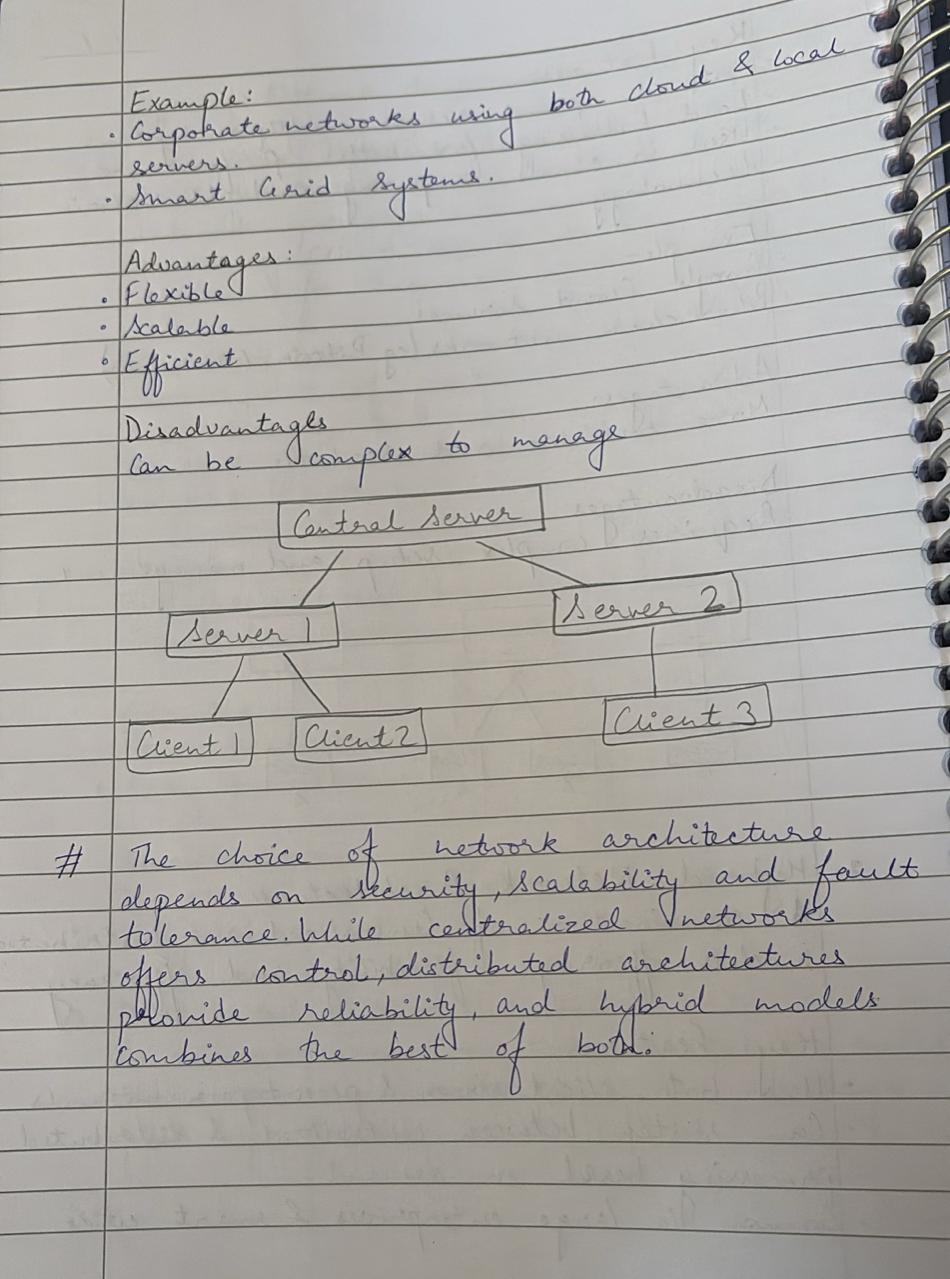 Example:
• Corporate networks using both cloud & local
servers.
• Smart Grid systems.
Advantages:
• Flexible
• Scalable
• Efficient
Disadvantages
Can be complex to manage
Central Server
Server 1
Server 2
Client 1
Client 2
Client 3
# The choice of network architecture
depends on security, scalability and fault
tolerance. While centralized networks
offers control, distributed architectures
provide reliability, and hybrid models
combines the best of both.